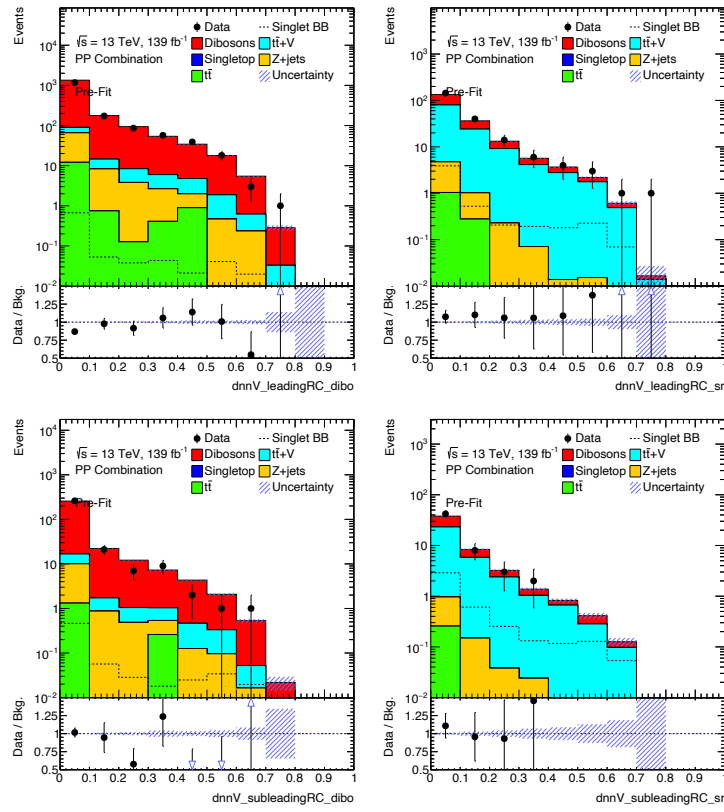 Events
√s = 13 TeV, 139 fb⁻¹
PP Combination
Pre-Fit
Data
Dibosons
Singletop
tt̄
Singlet BB
tt̄+V
Z+jets
Uncertainty
10⁴
10³
10²
10
1
10⁻¹
10⁻²
Data / Bkg.
1.25
1
0.75
0.5
0 0.1 0.2 0.3 0.4 0.5 0.6 0.7 0.8 0.9 1
dnnV_leadingRC_dibo
Events
√s = 13 TeV, 139 fb⁻¹
PP Combination
Pre-Fit
Data
Dibosons
Singletop
tt̄
Singlet BB
tt̄+V
Z+jets
Uncertainty
10³
10²
10
1
10⁻¹
10⁻²
Data / Bkg.
1.25
1
0.75
0.5
0 0.1 0.2 0.3 0.4 0.5 0.6 0.7 0.8 0.9 1
dnnV_leadingRC_sr
Events
√s = 13 TeV, 139 fb⁻¹
PP Combination
Pre-Fit
Data
Dibosons
Singletop
tt̄
Singlet BB
tt̄+V
Z+jets
Uncertainty
10⁴
10³
10²
10
1
10⁻¹
10⁻²
Data / Bkg.
1.25
1
0.75
0.5
0 0.1 0.2 0.3 0.4 0.5 0.6 0.7 0.8 0.9 1
dnnV_subleadingRC_dibo
Events
√s = 13 TeV, 139 fb⁻¹
PP Combination
Pre-Fit
Data
Dibosons
Singletop
tt̄
Singlet BB
tt̄+V
Z+jets
Uncertainty
10³
10²
10
1
10⁻¹
10⁻²
Data / Bkg.
1.25
1
0.75
0.5
0 0.1 0.2 0.3 0.4 0.5 0.6 0.7 0.8 0.9 1
dnnV_subleadingRC_sr